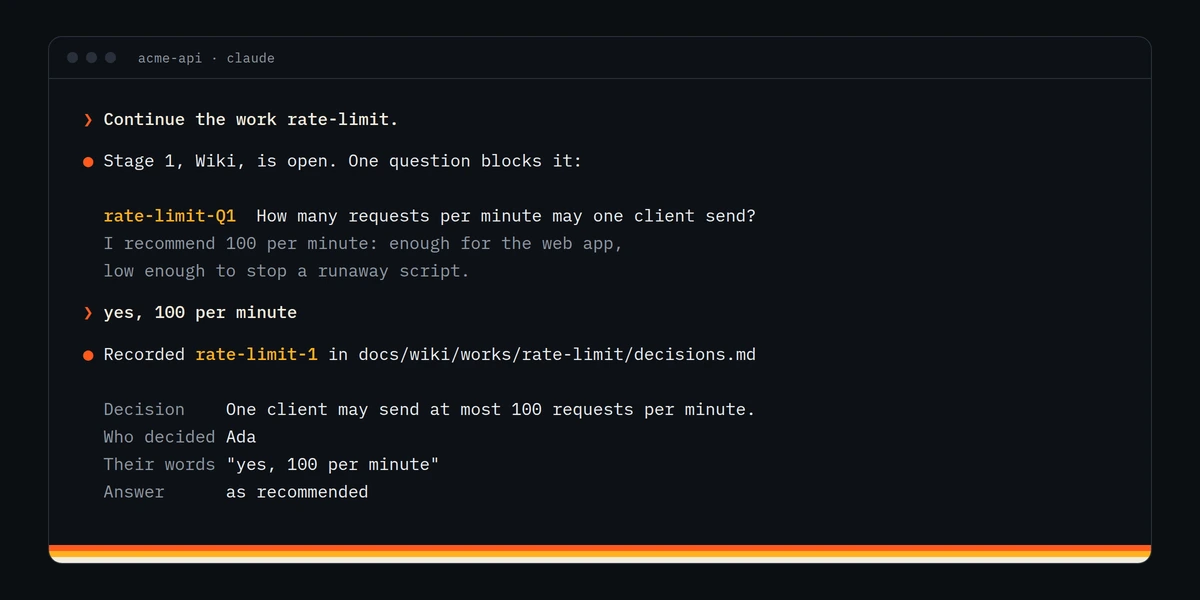 acme-api · claude
❯ Continue the work rate-limit.
● Stage 1, Wiki, is open. One question blocks it:
rate-limit-Q1  How many requests per minute may one client send?
I recommend 100 per minute: enough for the web app,
low enough to stop a runaway script.
❯ yes, 100 per minute
● Recorded rate-limit-1 in docs/wiki/works/rate-limit/decisions.md
Decision    One client may send at most 100 requests per minute.
Who decided Ada
Their words "yes, 100 per minute"
Answer      as recommended